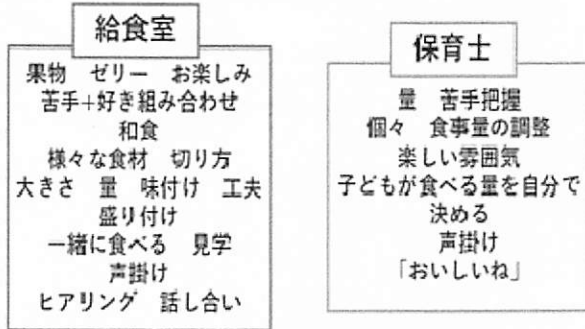 給食室
果物 ゼリー お楽しみ
苦手+好き組み合わせ
和食
様々な食材 切り方
大きさ 量 味付け 工夫
盛り付け
一緒に食べる 見学
声掛け
ヒアリング 話し合い
保育士
量 苦手把握
個々 食事量の調整
楽しい雰囲気
子どもが食べる量を自分で
決める
声掛け
「おいしいね」